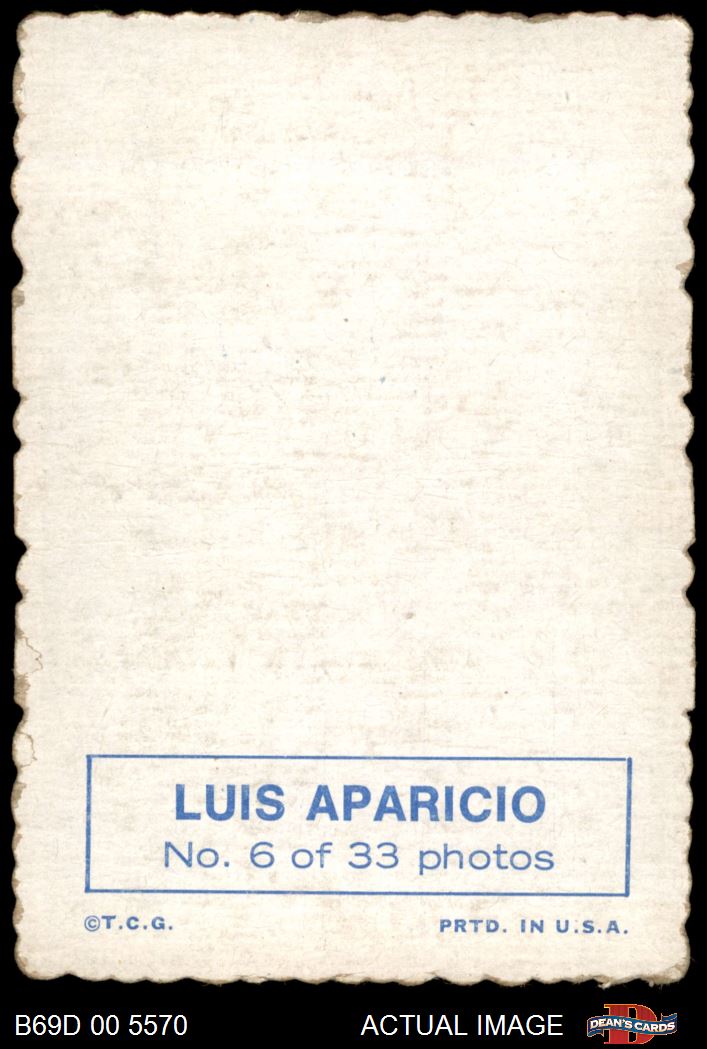 LUIS APARICIO
No. 6 of 33 photos
©T.C.G. PRTD. IN U.S.A.
B69D 00 5570 ACTUAL IMAGE D DEAN'S CARDS